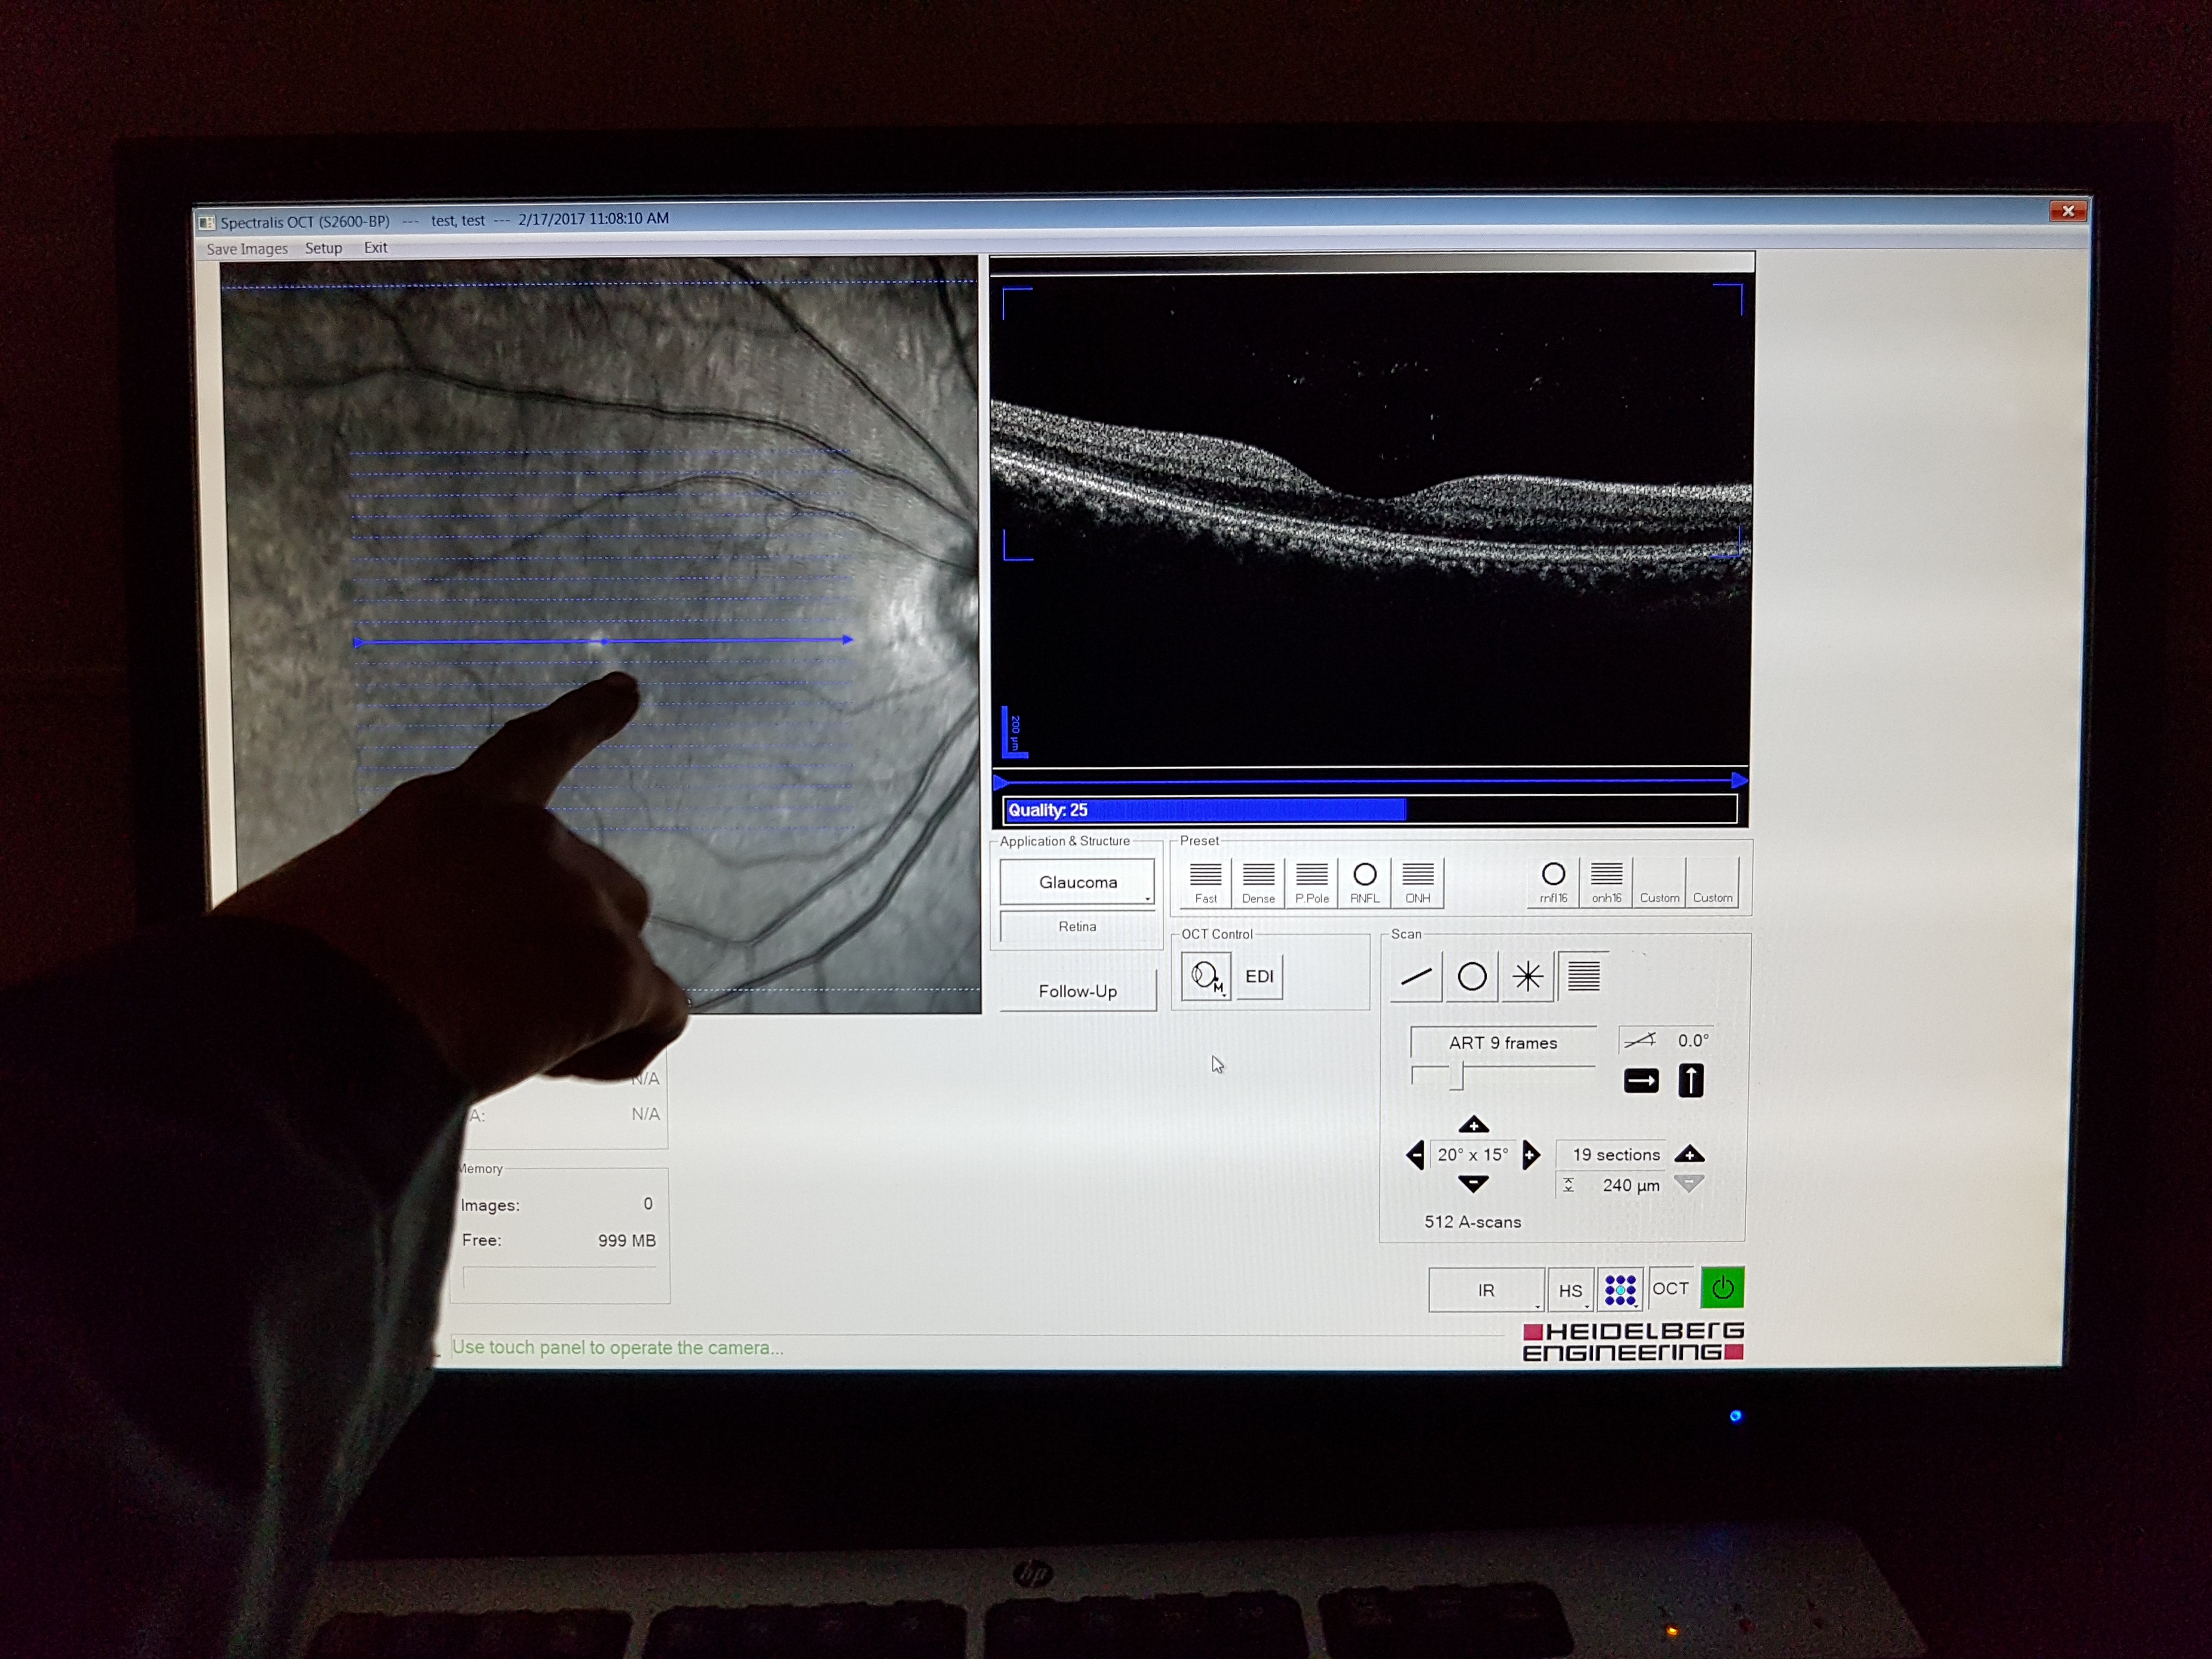 Spectralis OCT (S2600-BP) --- test, test --- 2/17/2017 11:08:10 AM
Save Images Setup Exit
200 µm
Quality: 25
Application & Structure
Glaucoma
Retina
Follow-Up
Preset
Fast Dense P.Pole RNFL ONH rnfl16 onh16 Custom Custom
OCT Control
M EDI
Scan
ART 9 frames 0.0°
20° x 15° 19 sections
240 µm
512 A-scans
N/A
A: N/A
Memory
Images: 0
Free: 999 MB
IR HS OCT
Use touch panel to operate the camera...
HEIDELBERG
ENGINEERING
hp